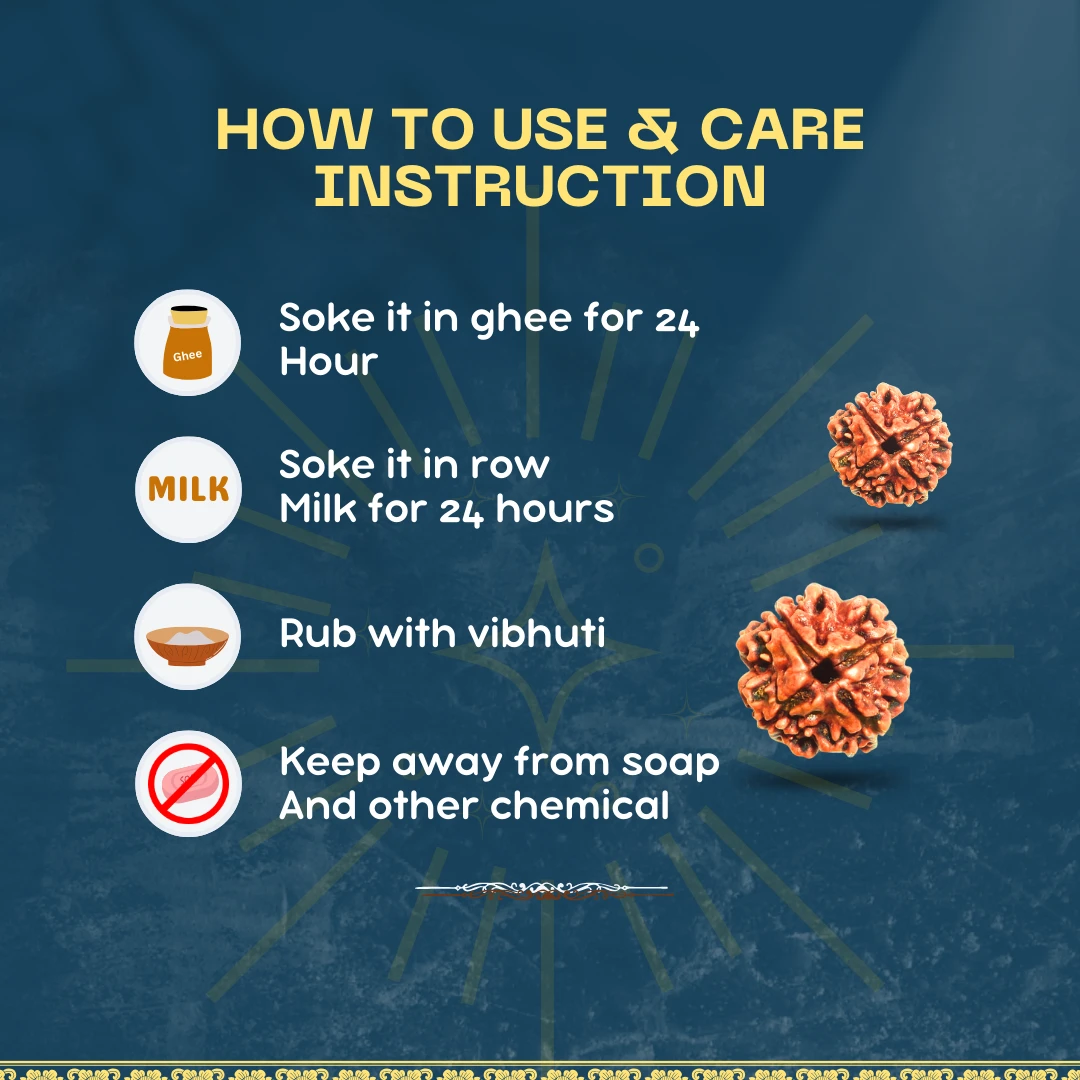 HOW TO USE & CARE
INSTRUCTION
Ghee
Soke it in ghee for 24
Hour
MILK
Soke it in row
Milk for 24 hours
Rub with vibhuti
Keep away from soap
And other chemical